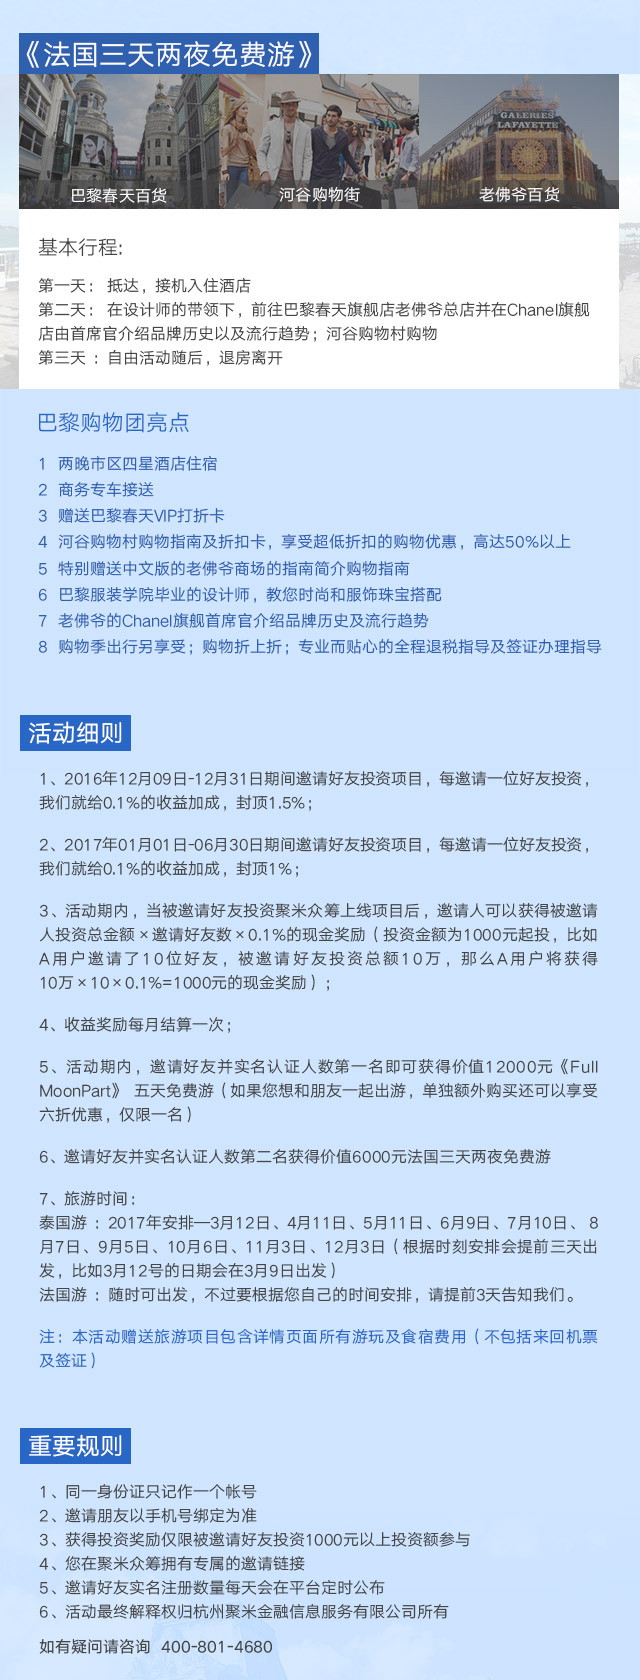 《法国三天两夜免费游》
GALERIES
LAFAYETTE
巴黎春天百货
河谷购物街
老佛爷百货
基本行程:
第一天： 抵达，接机入住酒店
第二天： 在设计师的带领下，前往巴黎春天旗舰店老佛爷总店并在Chanel旗舰
店由首席官介绍品牌历史以及流行趋势；河谷购物村购物
第三天 ：自由活动随后，退房离开
巴黎购物团亮点
1 两晚市区四星酒店住宿
2 商务专车接送
3 赠送巴黎春天VIP打折卡
4 河谷购物村购物指南及折扣卡，享受超低折扣的购物优惠，高达50%以上
5 特别赠送中文版的老佛爷商场的指南简介购物指南
6 巴黎服装学院毕业的设计师，教您时尚和服饰珠宝搭配
7 老佛爷的Chanel旗舰首席官介绍品牌历史及流行趋势
8 购物季出行另享受；购物折上折；专业而贴心的全程退税指导及签证办理指导
活动细则
1、2016年12月09日-12月31日期间邀请好友投资项目，每邀请一位好友投资，
我们就给0.1%的收益加成，封顶1.5%；
2、2017年01月01日-06月30日期间邀请好友投资项目，每邀请一位好友投资，
我们就给0.1%的收益加成，封顶1%；
3、活动期内，当被邀请好友投资聚米众筹上线项目后，邀请人可以获得被邀请
人投资总金额×邀请好友数×0.1%的现金奖励（投资金额为1000元起投，比如
A用户邀请了10位好友，被邀请好友投资总额10万，那么A用户将获得
10万×10×0.1%=1000元的现金奖励）；
4、收益奖励每月结算一次；
5、活动期内，邀请好友并实名认证人数第一名即可获得价值12000元《Full
MoonPart》 五天免费游（如果您想和朋友一起出游，单独额外购买还可以享受
六折优惠，仅限一名）
6、邀请好友并实名认证人数第二名获得价值6000元法国三天两夜免费游
7、旅游时间：
泰国游 ：2017年安排—3月12日、4月11日、5月11日、6月9日、7月10日、 8
月7日、9月5日、10月6日、11月3日、12月3日（根据时刻安排会提前三天出
发，比如3月12号的日期会在3月9日出发）
法国游 ：随时可出发，不过要根据您自己的时间安排，请提前3天告知我们。
注：本活动赠送旅游项目包含详情页面所有游玩及食宿费用（不包括来回机票
及签证）
重要规则
1、同一身份证只记作一个帐号
2、邀请朋友以手机号绑定为准
3、获得投资奖励仅限被邀请好友投资1000元以上投资额参与
4、您在聚米众筹拥有专属的邀请链接
5、邀请好友实名注册数量每天会在平台定时公布
6、活动最终解释权归杭州聚米金融信息服务有限公司所有
如有疑问请咨询 400-801-4680